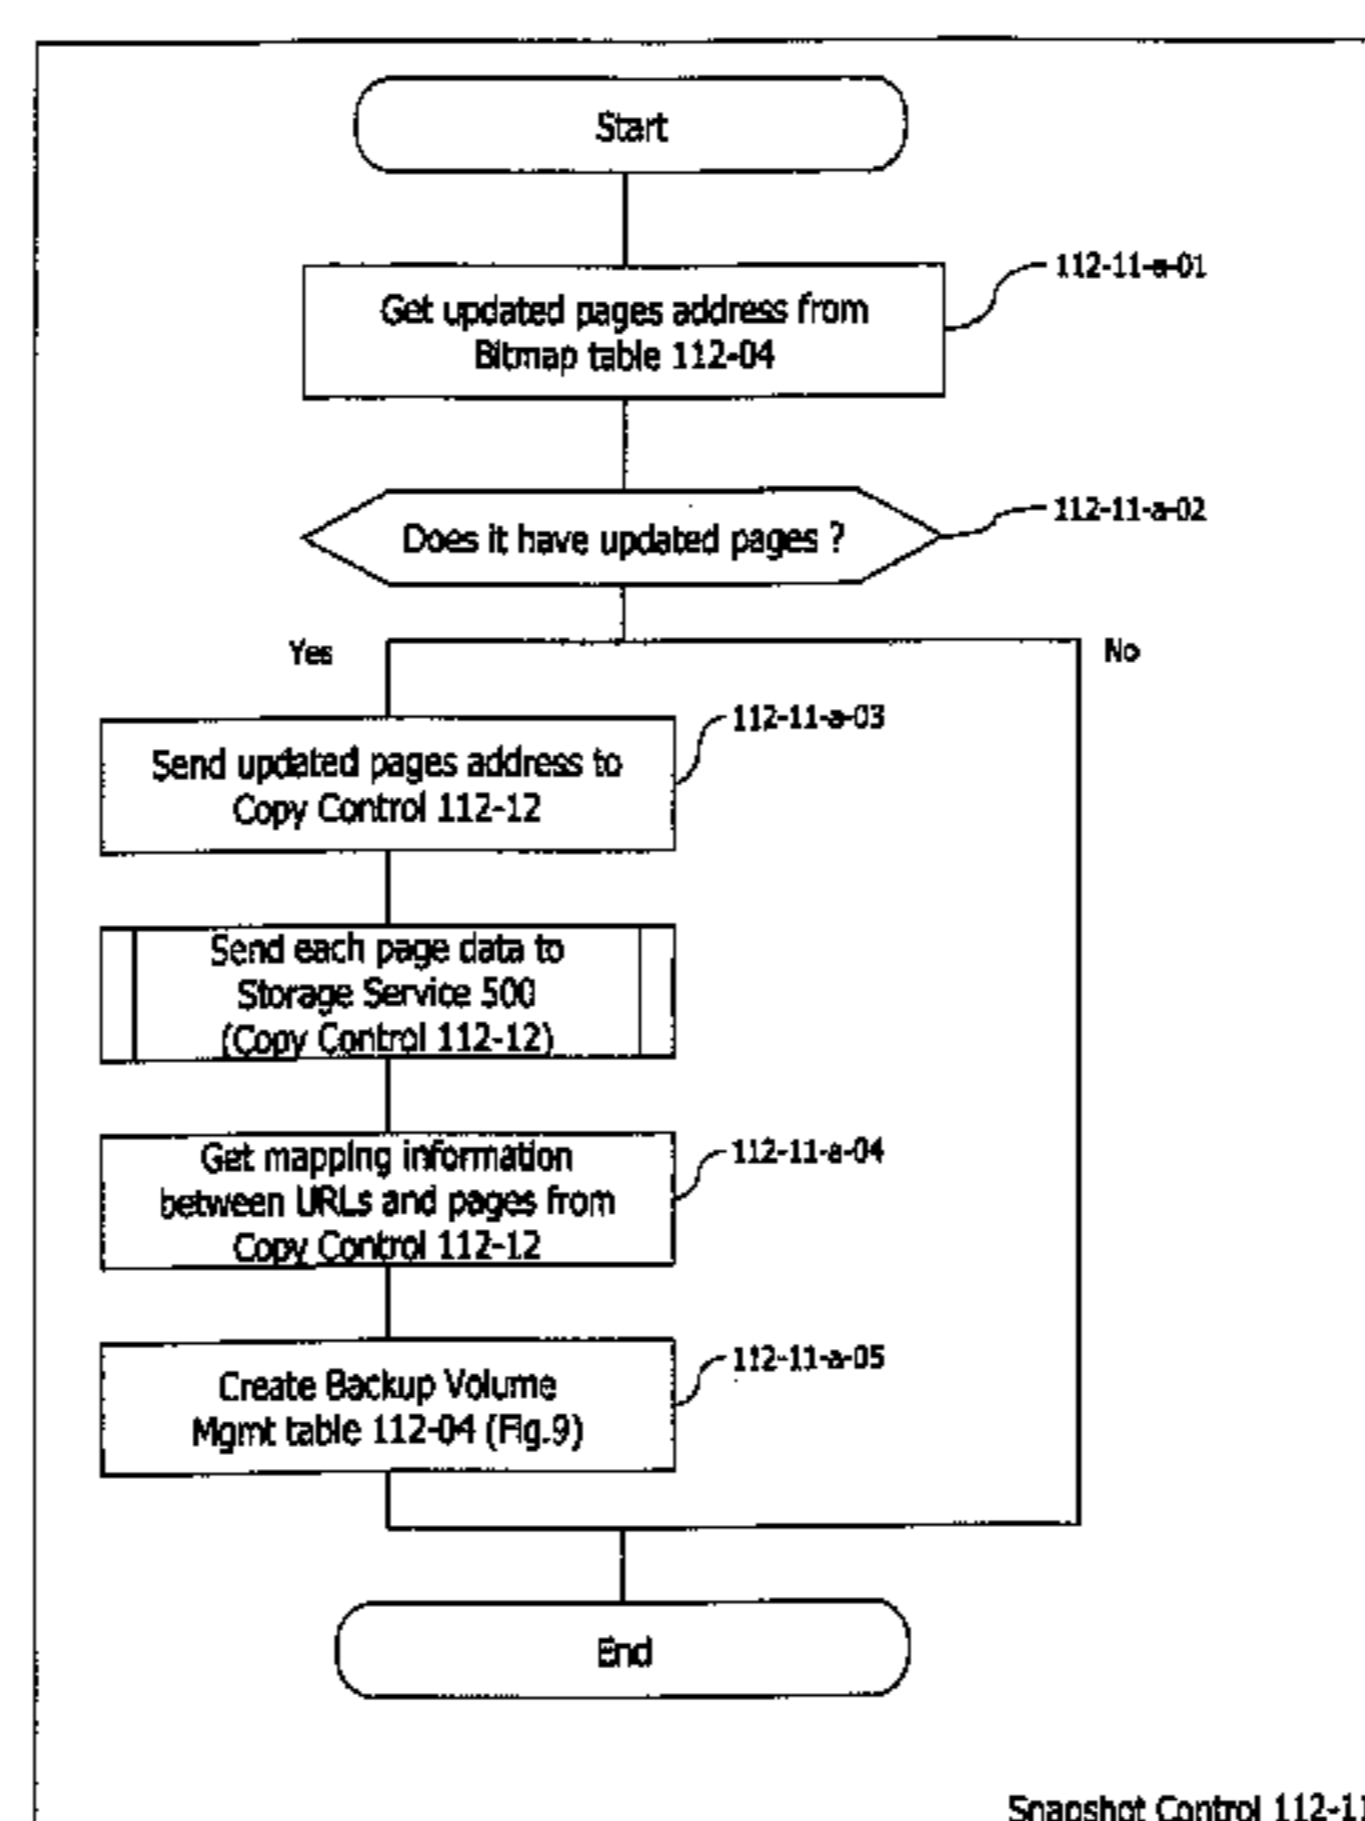 Start
112-11-a-01
Get updated pages address from
Bitmap table 112-04
112-11-a-02
Does it have updated pages ?
Yes
No
112-11-a-03
Send updated pages address to
Copy Control 112-12
Send each page data to
Storage Service 500
(Copy Control 112-12)
112-11-a-04
Get mapping information
between URLs and pages from
Copy Control 112-12
112-11-a-05
Create Backup Volume
Mgmt table 112-04 (Fig.9)
End
Snapshot Control 112-11